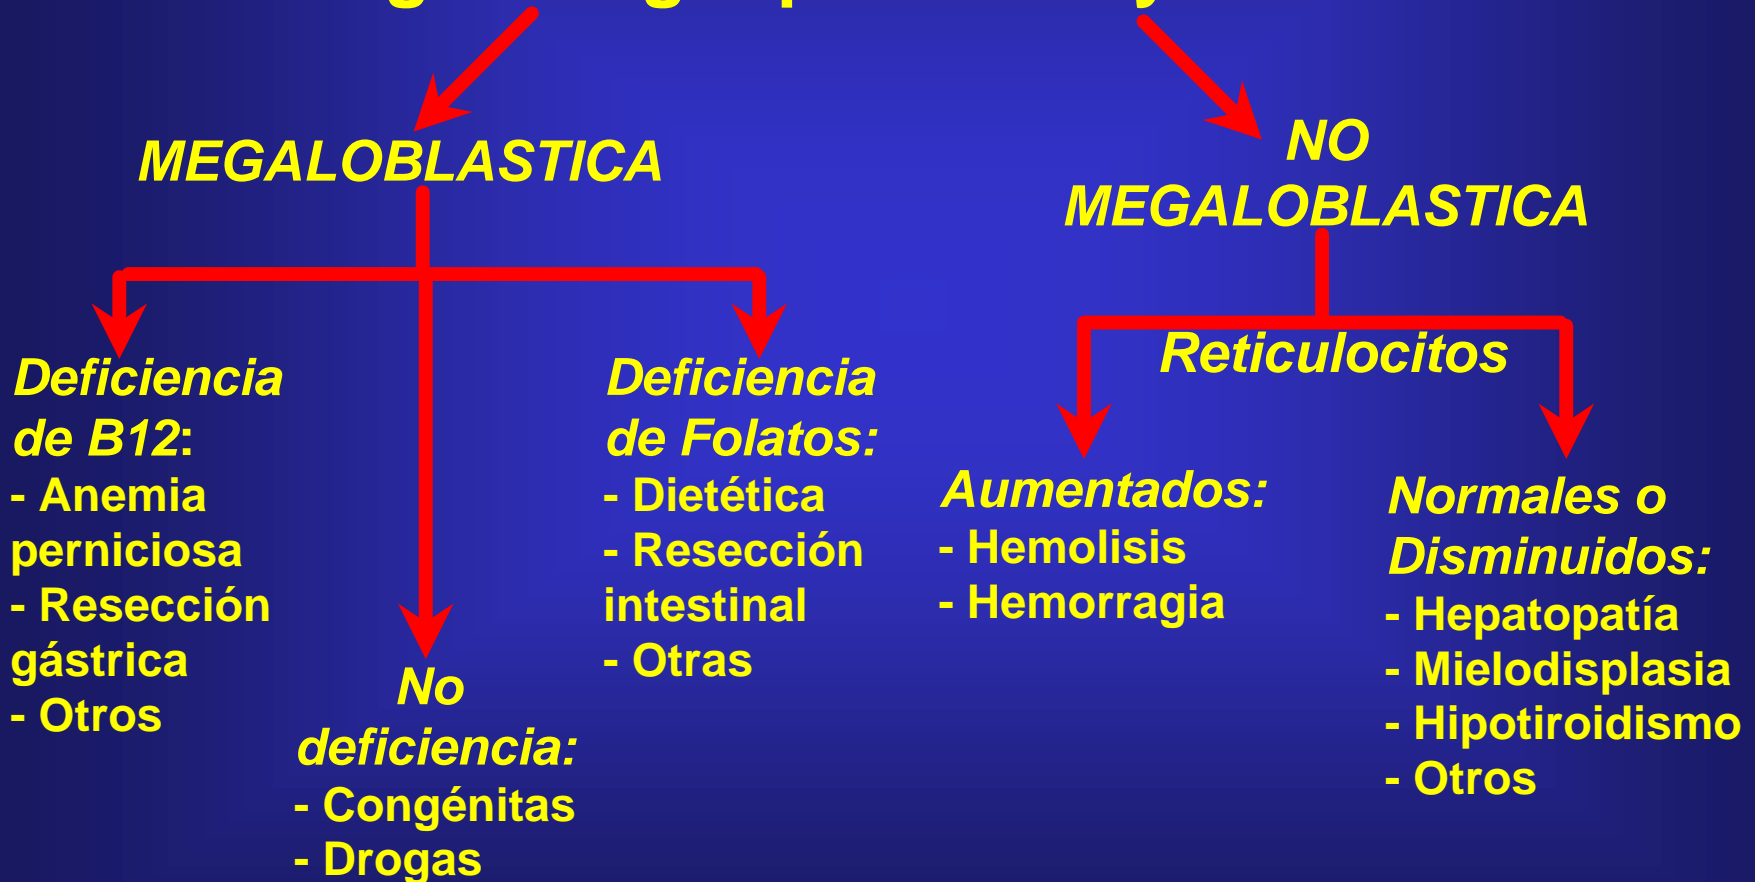 MEGALOBLASTICA
NO
MEGALOBLASTICA
Deficiencia
de B12:
- Anemia
perniciosa
- Resección
gástrica
- Otros
No
deficiencia:
- Congénitas
- Drogas
Deficiencia
de Folatos:
- Dietética
- Resección
intestinal
- Otras
Reticulocitos
Aumentados:
- Hemolisis
- Hemorragia
Normales o
Disminuidos:
- Hepatopatía
- Mielodisplasia
- Hipotiroidismo
- Otros